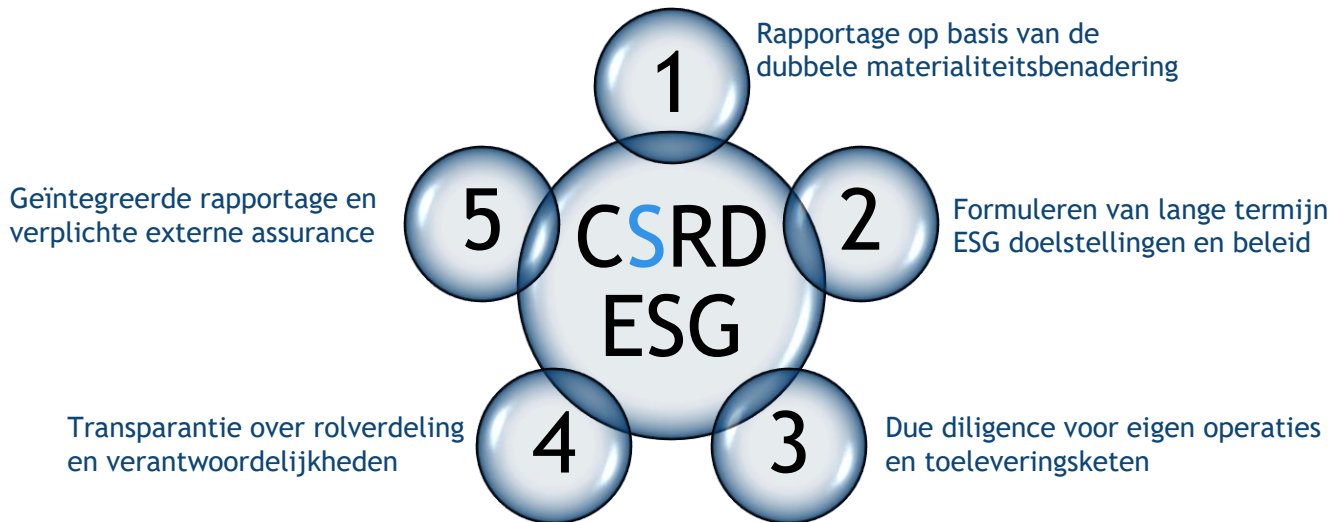 1
Rapportage op basis van de
dubbele materialiteitsbenadering
2
Formuleren van lange termijn
ESG doelstellingen en beleid
3
Due diligence voor eigen operaties
en toeleveringsketen
4
Transparantie over rolverdeling
en verantwoordelijkheden
5
Geïntegreerde rapportage en
verplichte externe assurance
CSRD
ESG